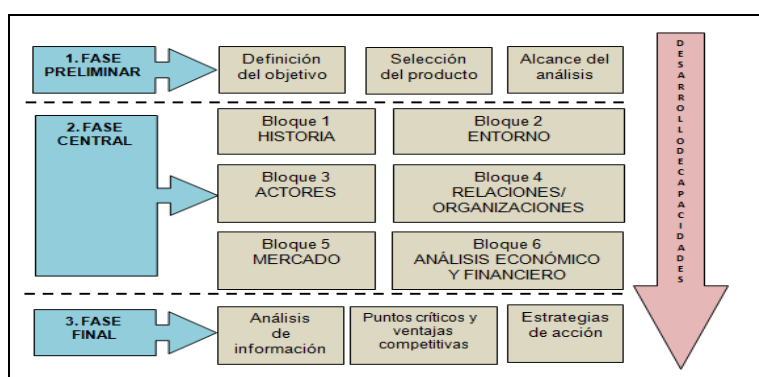 1. FASE
PRELIMINAR
Definición
del objetivo
Selección
del producto
Alcance del
análisis
2. FASE
CENTRAL
Bloque 1
HISTORIA
Bloque 2
ENTORNO
Bloque 3
ACTORES
Bloque 4
RELACIONES/
ORGANIZACIONES
Bloque 5
MERCADO
Bloque 6
ANÁLISIS ECONÓMICO
Y FINANCIERO
3. FASE
FINAL
Análisis
de
información
Puntos críticos y
ventajas
competitivas
Estrategias
de acción
DESARROLLODECAPACIDADES